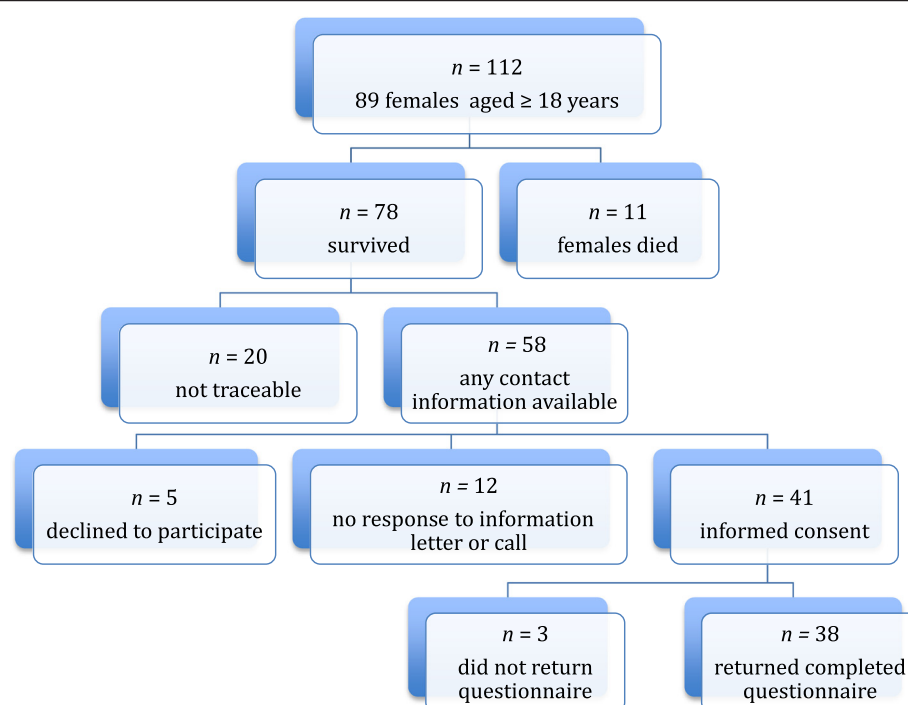 n = 112
89 females aged ≥ 18 years
n = 78
survived
n = 11
females died
n = 20
not traceable
n = 58
any contact
information available
n = 5
declined to participate
n = 12
no response to information
letter or call
n = 41
informed consent
n = 3
did not return
questionnaire
n = 38
returned completed
questionnaire